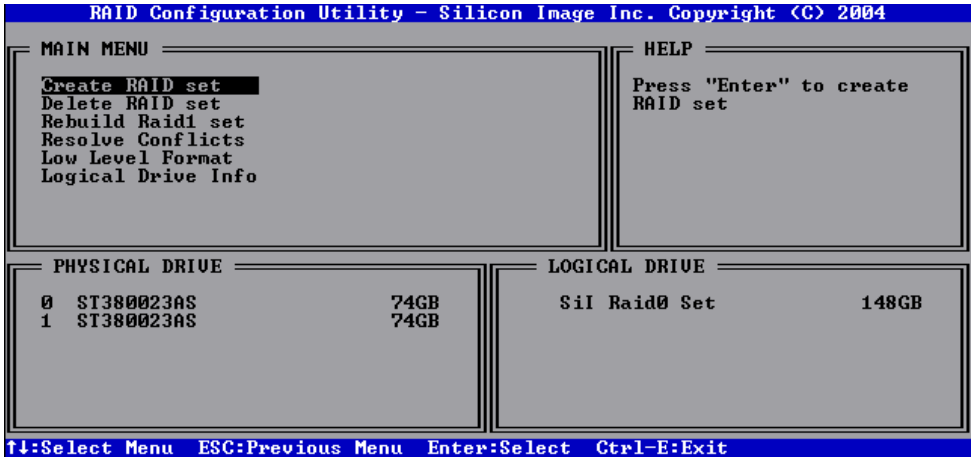 RAID Configuration Utility - Silicon Image Inc. Copyright (C) 2004
MAIN MENU
Create RAID set
Delete RAID set
Rebuild Raid1 set
Resolve Conflicts
Low Level Format
Logical Drive Info
HELP
Press "Enter" to create
RAID set
PHYSICAL DRIVE
0 ST380023AS 74GB
1 ST380023AS 74GB
LOGICAL DRIVE
SiI Raid0 Set 148GB
↑↓:Select Menu ESC:Previous Menu Enter:Select Ctrl-E:Exit